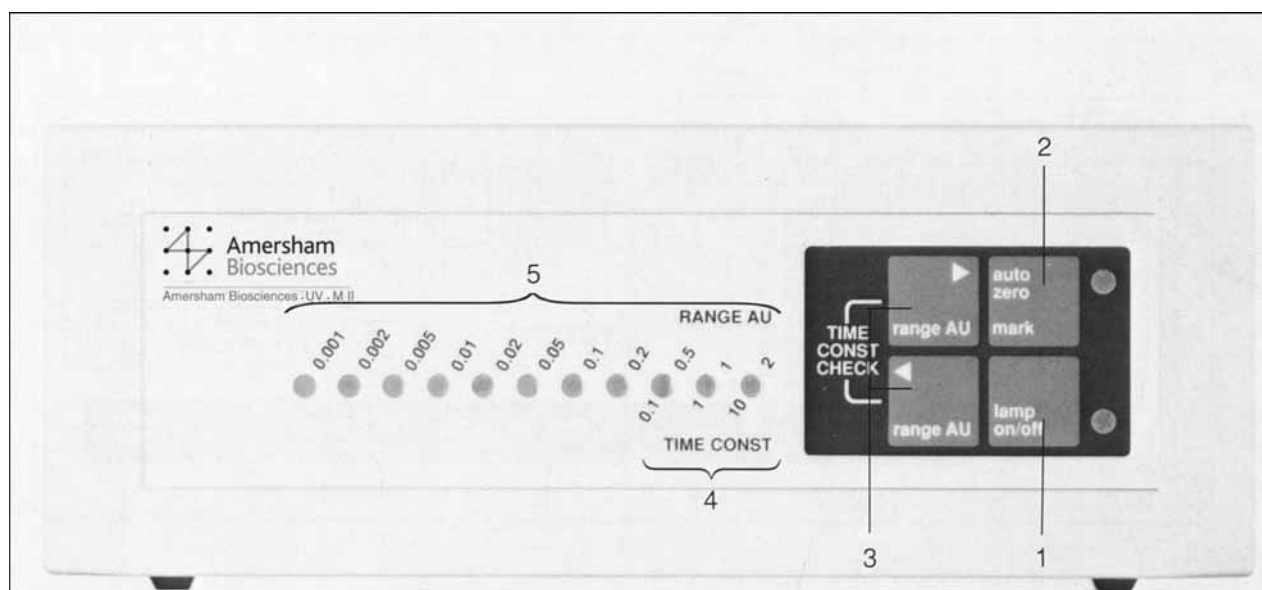 2
Amersham
Biosciences
Amersham Biosciences · UV · M II
5
RANGE AU
0.001 0.002 0.005 0.01 0.02 0.05 0.1 0.2 0.5 1 2
0.1 1 10
TIME CONST
4
TIME
CONST
CHECK
range AU
auto
zero
mark
range AU
lamp
on/off
3
1